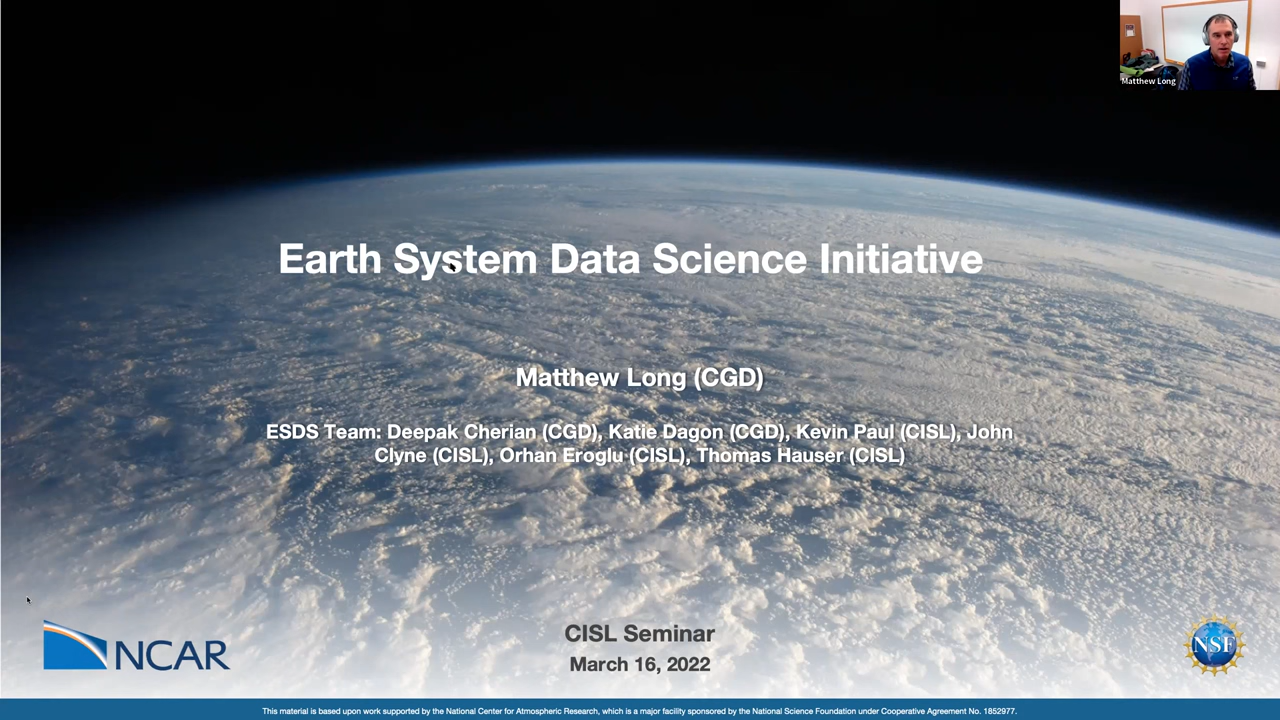 Matthew Long
Earth System Data Science Initiative
Matthew Long (CGD)
ESDS Team: Deepak Cherian (CGD), Katie Dagon (CGD), Kevin Paul (CISL), John
Clyne (CISL), Orhan Eroglu (CISL), Thomas Hauser (CISL)
CISL Seminar
March 16, 2022
NCAR
NSF
This material is based upon work supported by the National Center for Atmospheric Research, which is a major facility sponsored by the National Science Foundation under Cooperative Agreement No. 1852977.